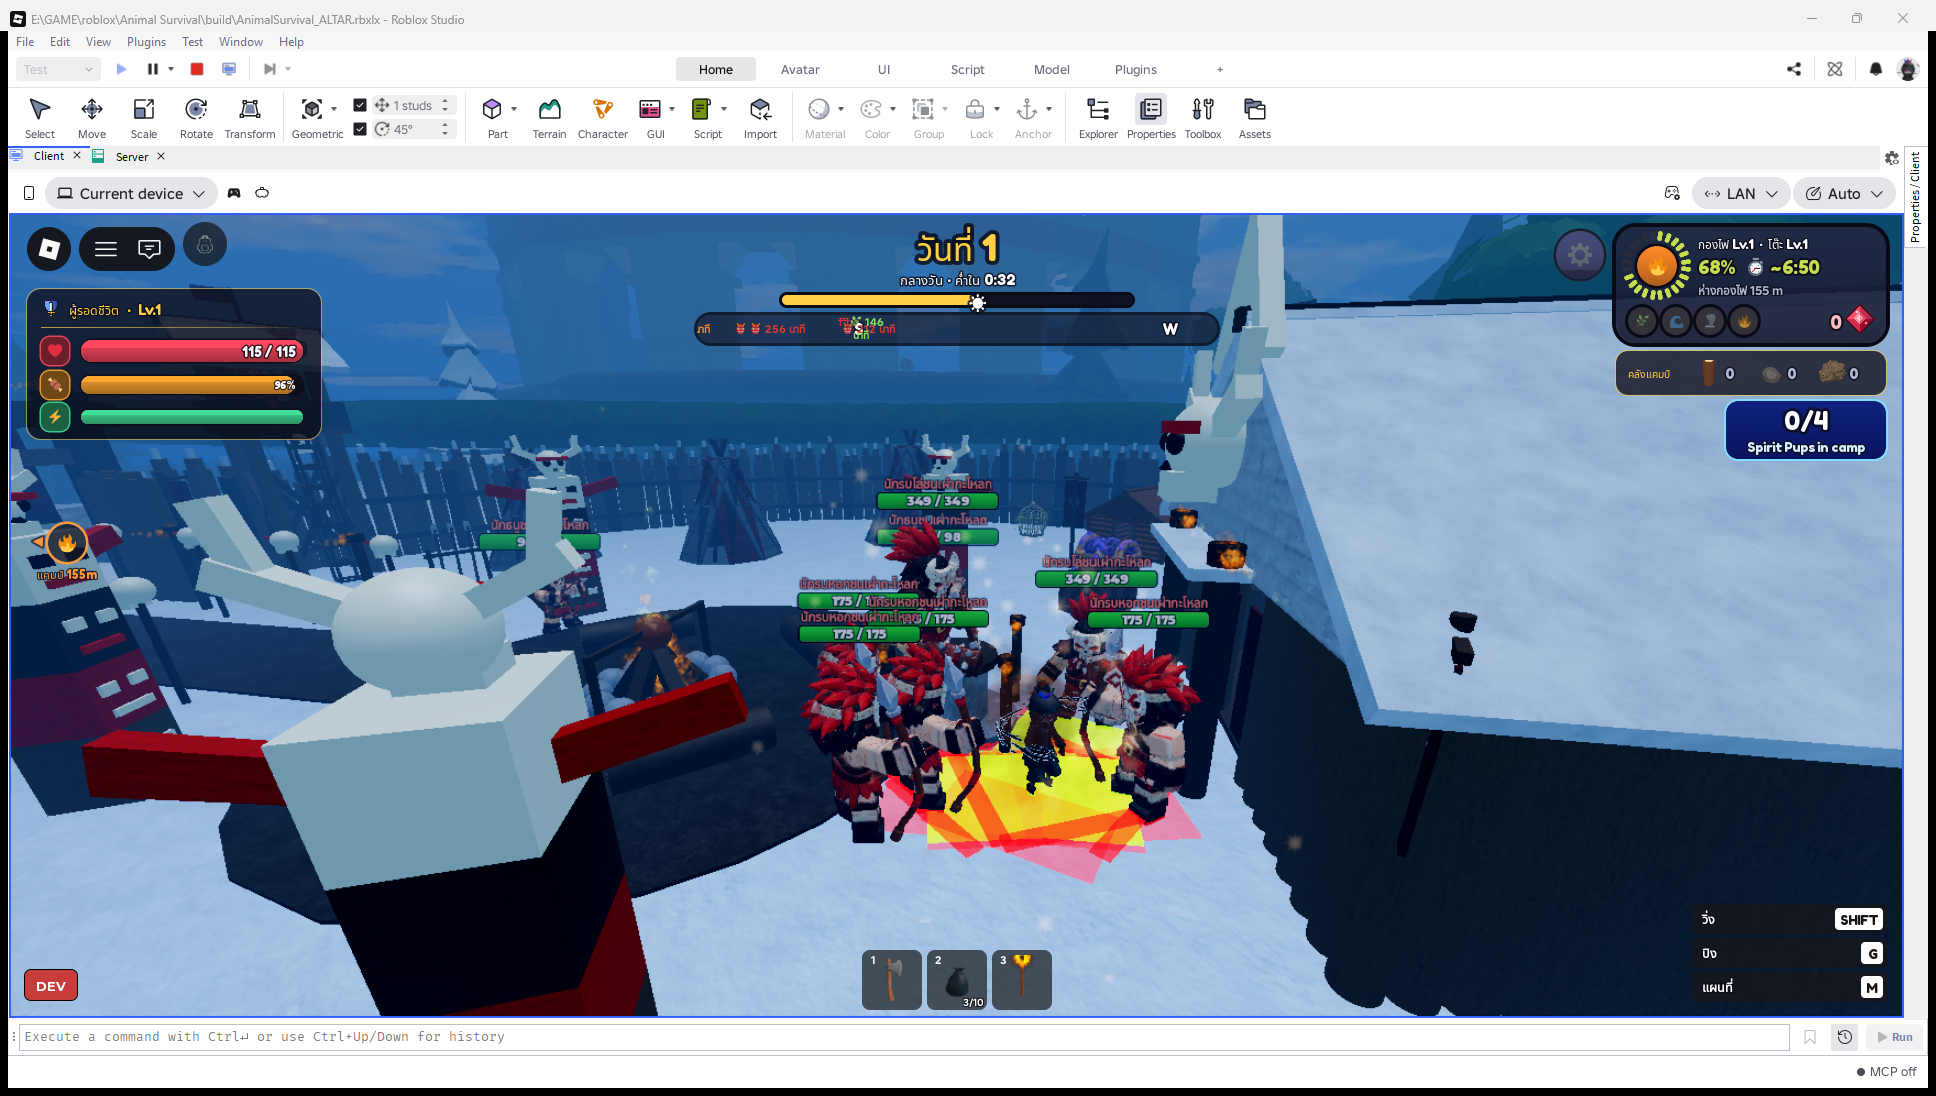 E:\GAME\roblox\Animal Survival\build\AnimalSurvival_ALTAR.rbxlx - Roblox Studio
File Edit View Plugins Test Window Help
Test
Home Avatar UI Script Model Plugins +
1 studs
45°
Select Move Scale Rotate Transform Geometric Part Terrain Character GUI Script Import Material Color Group Lock Anchor Explorer Properties Toolbox Assets
Client Server
Properties / Client
Current device
LAN
Auto
วันที่ 1
กลางวัน • ค่ำใน 0:32
256 นาที
146
S
W
ผู้รอดชีวิต • Lv.1
115 / 115
96%
กองไฟ Lv.1 • โต๊ะ Lv.1
68% ~6:50
ห่างกองไฟ 155 m
0
คลังแคมป์ 0 0 0
0/4
Spirit Pups in camp
แคมป์ 155m
349 / 349
349 / 349
175 / 175
175 / 175
1
2
3/10
3
วิ่ง SHIFT
ปิง G
แผนที่ M
DEV
Execute a command with Ctrl↵ or use Ctrl+Up/Down for history
Run
MCP off